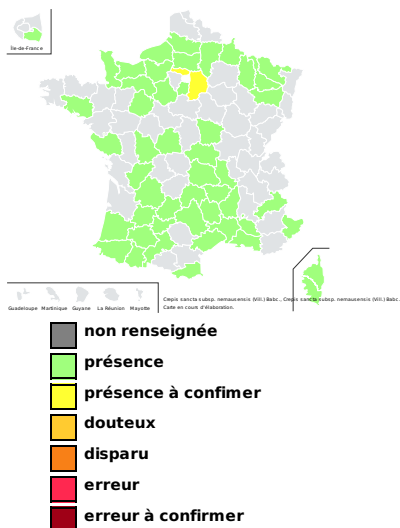 Île-de-France
Guadeloupe Martinique Guyane La Réunion Mayotte
Crepis sancta subsp. nemausensis (Vill.) Babc., Crepis sancta subsp. nemausensis (Vill.) Babc.
Carte en cours d'élaboration.
non renseignée
présence
présence à confimer
douteux
disparu
erreur
erreur à confirmer